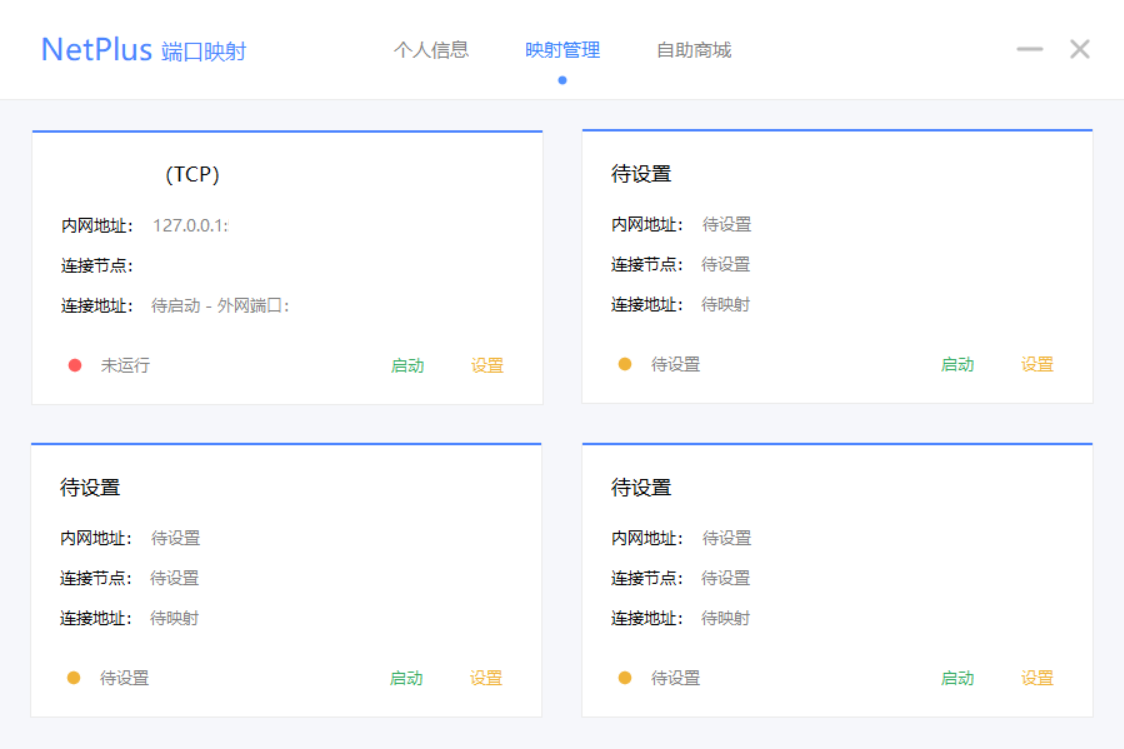 NetPlus 端口映射 个人信息 映射管理 自助商城
(TCP)
内网地址: 127.0.0.1:
连接节点:
连接地址: 待启动 - 外网端口:
未运行 启动 设置
待设置
内网地址: 待设置
连接节点: 待设置
连接地址: 待映射
待设置 启动 设置
待设置
内网地址: 待设置
连接节点: 待设置
连接地址: 待映射
待设置 启动 设置
待设置
内网地址: 待设置
连接节点: 待设置
连接地址: 待映射
待设置 启动 设置